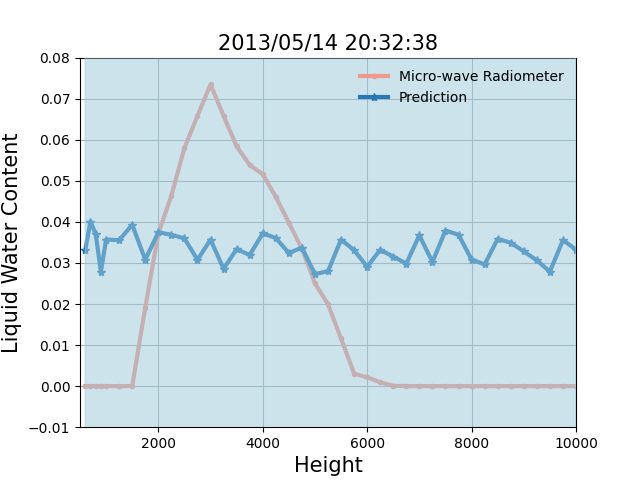 2013/05/14 20:32:38
Micro-wave Radiometer
Prediction
Liquid Water Content
0.08
0.07
0.06
0.05
0.04
0.03
0.02
0.01
0.00
−0.01
2000 4000 6000 8000 10000
Height